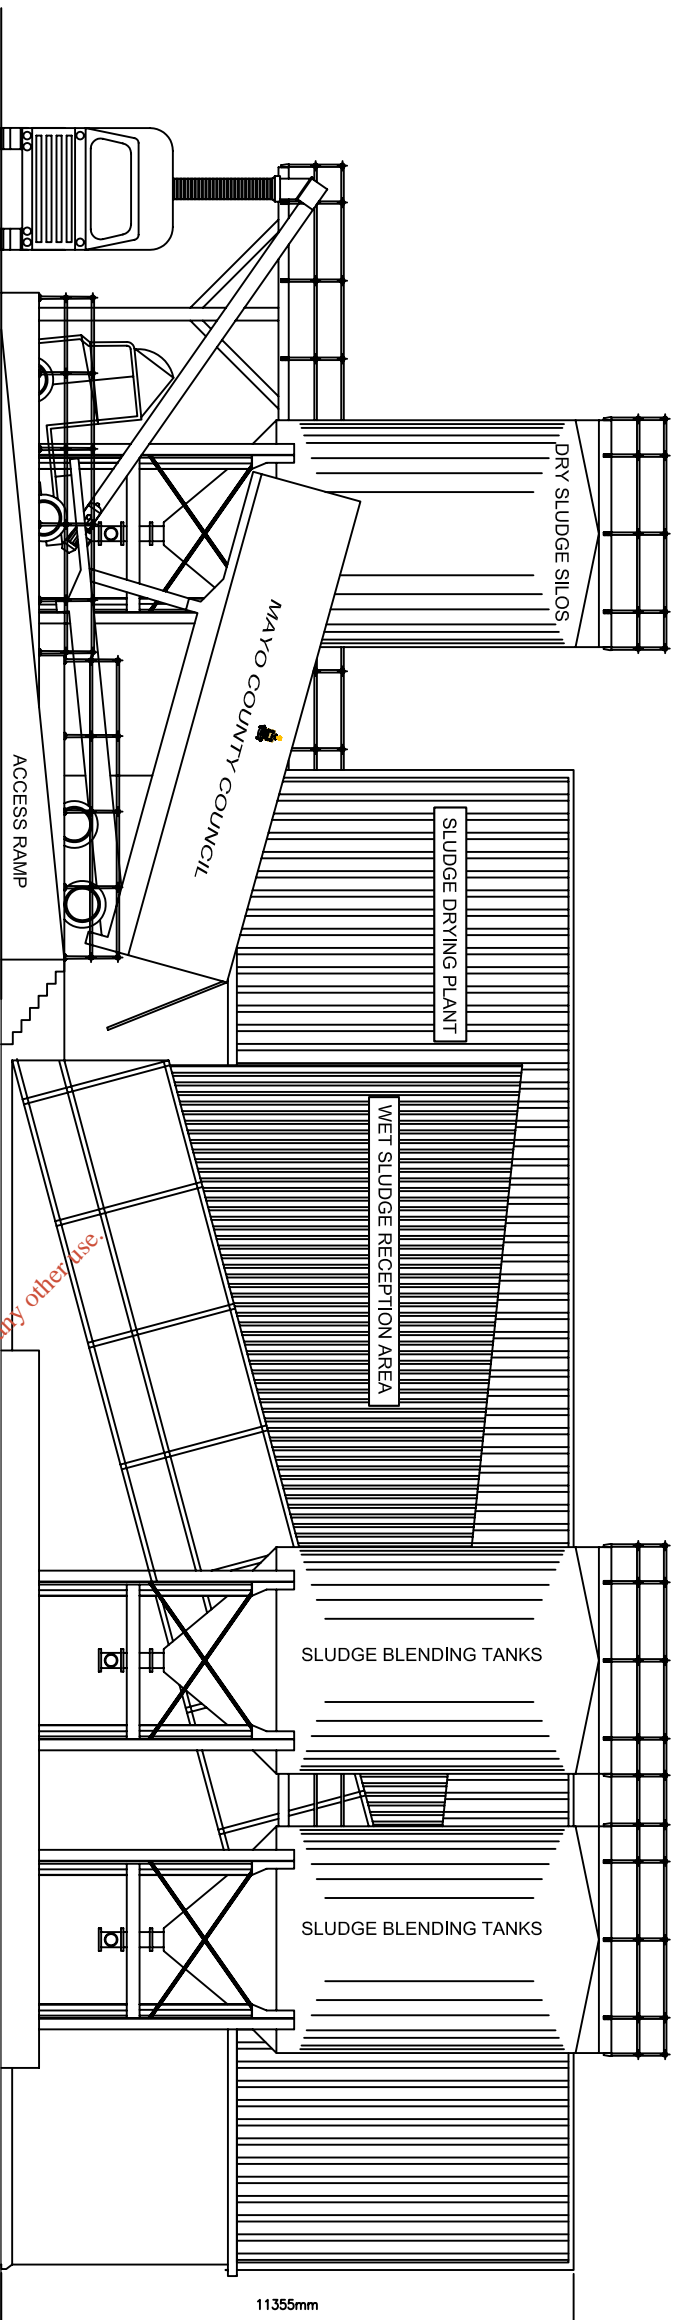 DRY SLUDGE SILOS
MAYO COUNTY COUNCIL
ACCESS RAMP
SLUDGE DRYING PLANT
WET SLUDGE RECEPTION AREA
any other use.
SLUDGE BLENDING TANKS
SLUDGE BLENDING TANKS
11355mm